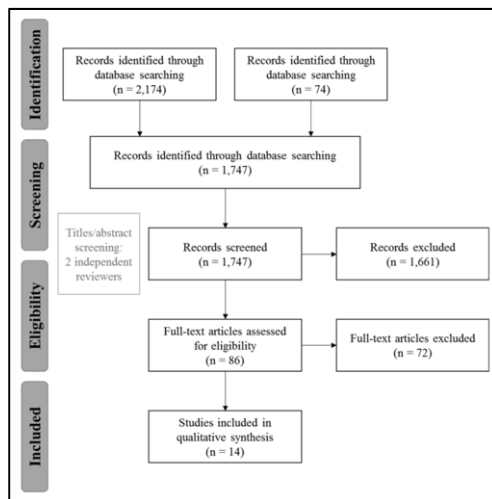 Identification
Records identified through
database searching
(n = 2,174)
Records identified through
database searching
(n = 74)
Screening
Records identified through database searching
(n = 1,747)
Titles/abstract
screening:
2 independent
reviewers
Records screened
(n = 1,747)
Records excluded
(n = 1,661)
Eligibility
Full-text articles assessed
for eligibility
(n = 86)
Full-text articles excluded
(n = 72)
Included
Studies included in
qualitative synthesis
(n = 14)